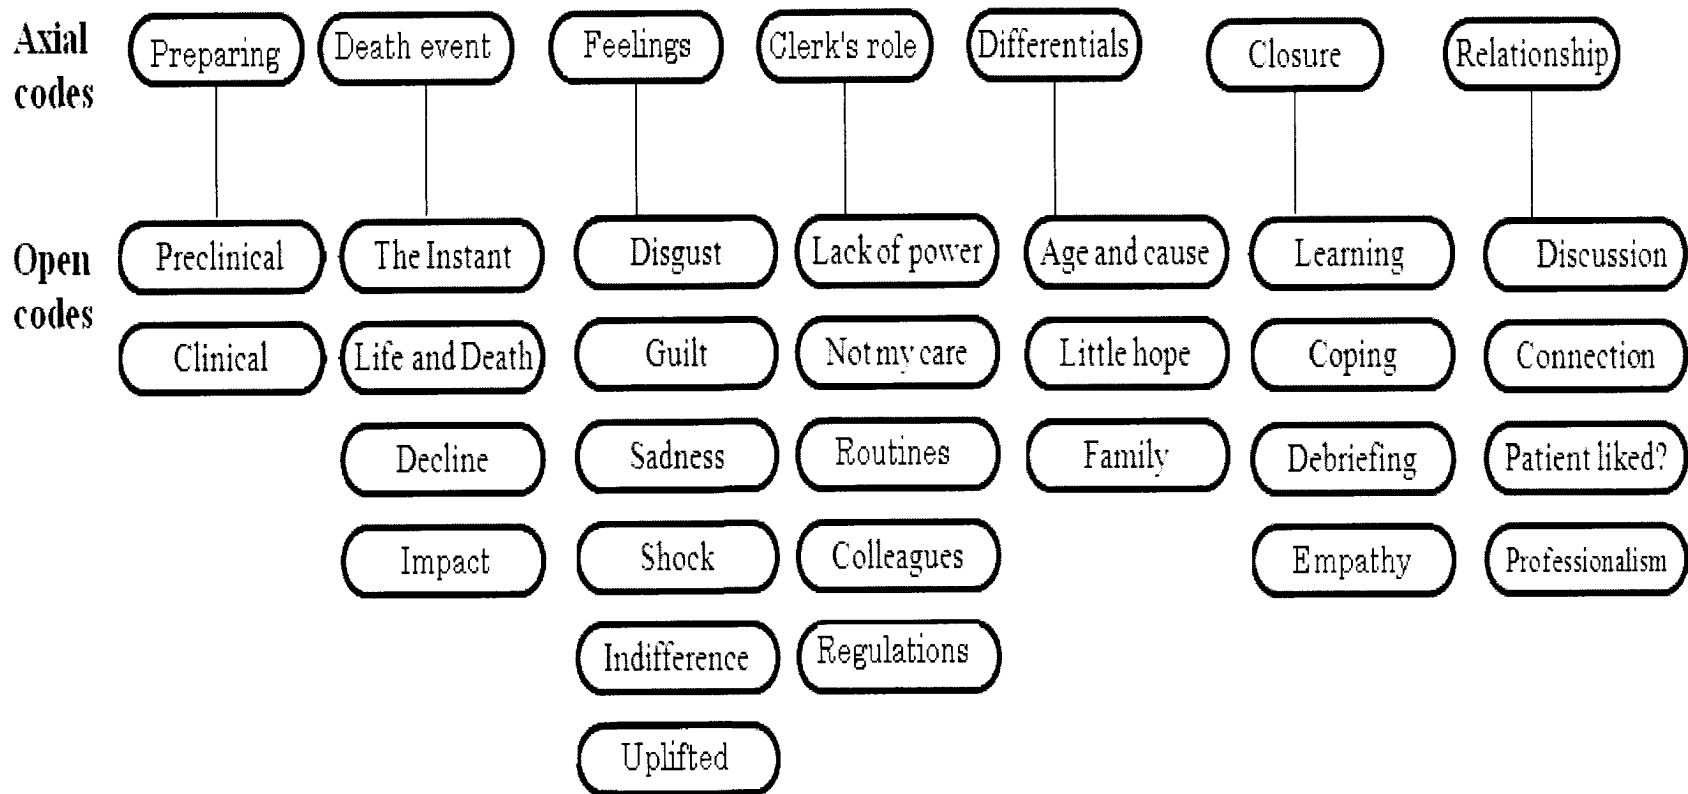 Axial codes
Preparing
Death event
Feelings
Clerk's role
Differentials
Closure
Relationship
Open codes
Preclinical
The Instant
Disgust
Lack of power
Age and cause
Learning
Discussion
Clinical
Life and Death
Guilt
Not my care
Little hope
Coping
Connection
Decline
Sadness
Routines
Family
Debriefing
Patient liked?
Impact
Shock
Colleagues
Empathy
Professionalism
Indifference
Regulations
Uplifted